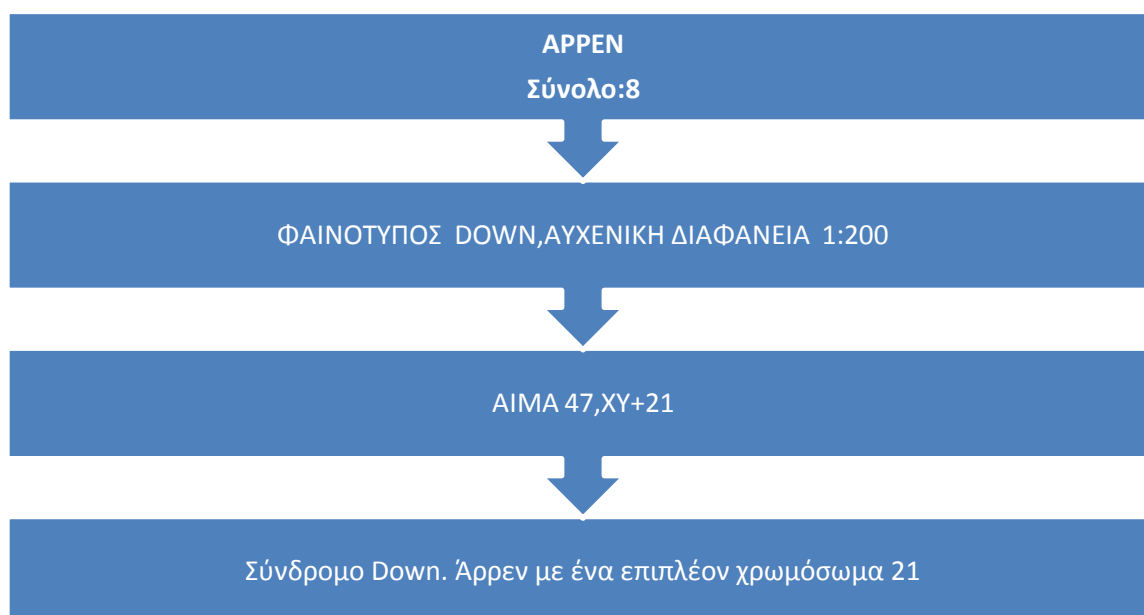 ΑΡΡΕΝ
Σύνολο:8
ΦΑΙΝΟΤΥΠΟΣ DOWN,ΑΥΧΕΝΙΚΗ ΔΙΑΦΑΝΕΙΑ 1:200
ΑΙΜΑ 47,ΧΥ+21
Σύνδρομο Down. Άρρεν με ένα επιπλέον χρωμόσωμα 21